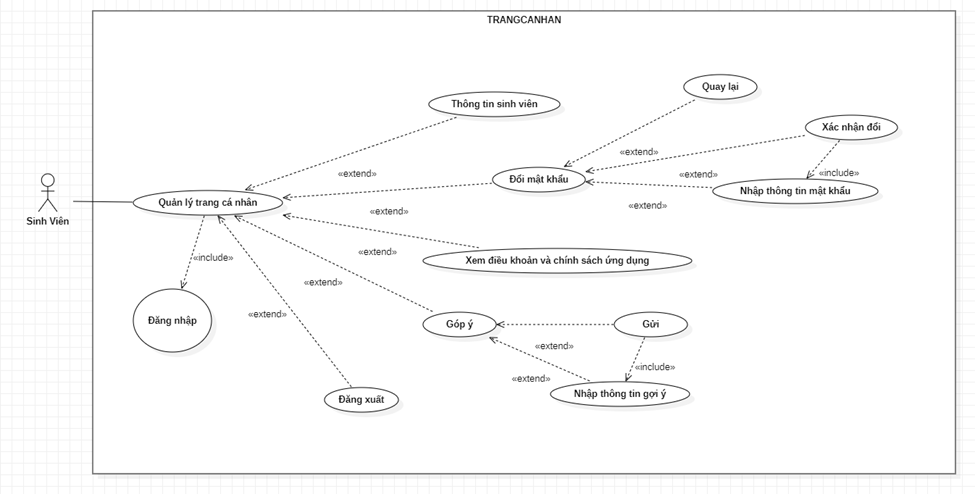 TRANGCANHAN
Quay lại
Thông tin sinh viên
Xác nhận đổi
«extend»
«include»
«extend»
«extend»
Đổi mật khẩu
Nhập thông tin mật khẩu
Quản lý trang cá nhân
«extend»
«extend»
Sinh Viên
«extend»
«include»
Xem điều khoản và chính sách ứng dụng
«extend»
«extend»
Đăng nhập
Góp ý
Gửi
«extend»
«include»
«extend»
Nhập thông tin gợi ý
Đăng xuất